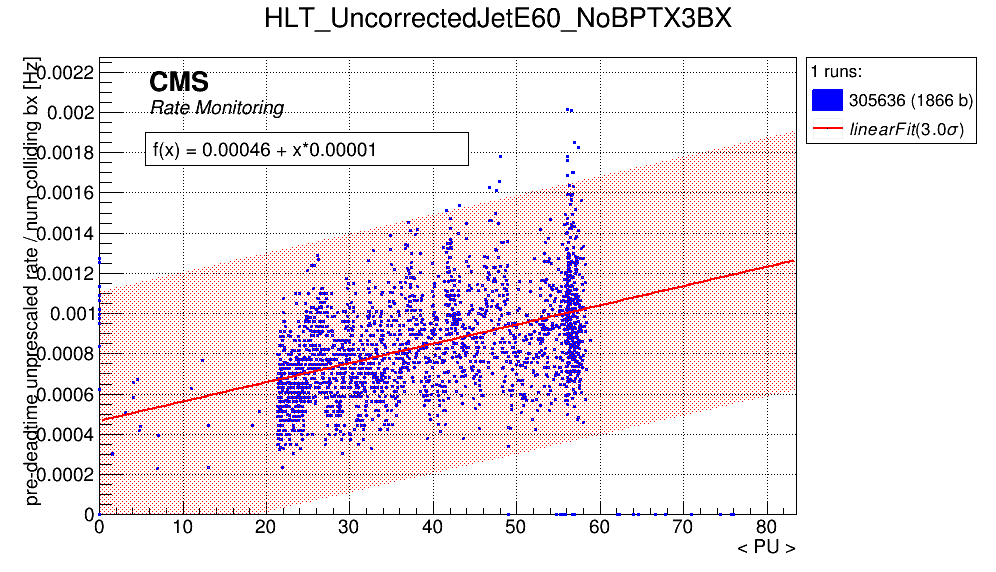 HLT_UncorrectedJetE60_NoBPTX3BX
pre-deadtime unprescaled rate / num colliding bx [Hz]
0.0022
0.002
0.0018
0.0016
0.0014
0.0012
0.001
0.0008
0.0006
0.0004
0.0002
0
CMS
Rate Monitoring
f(x) = 0.00046 + x*0.00001
0 10 20 30 40 50 60 70 80
< PU >
1 runs:
305636 (1866 b)
linearFit(3.0σ)